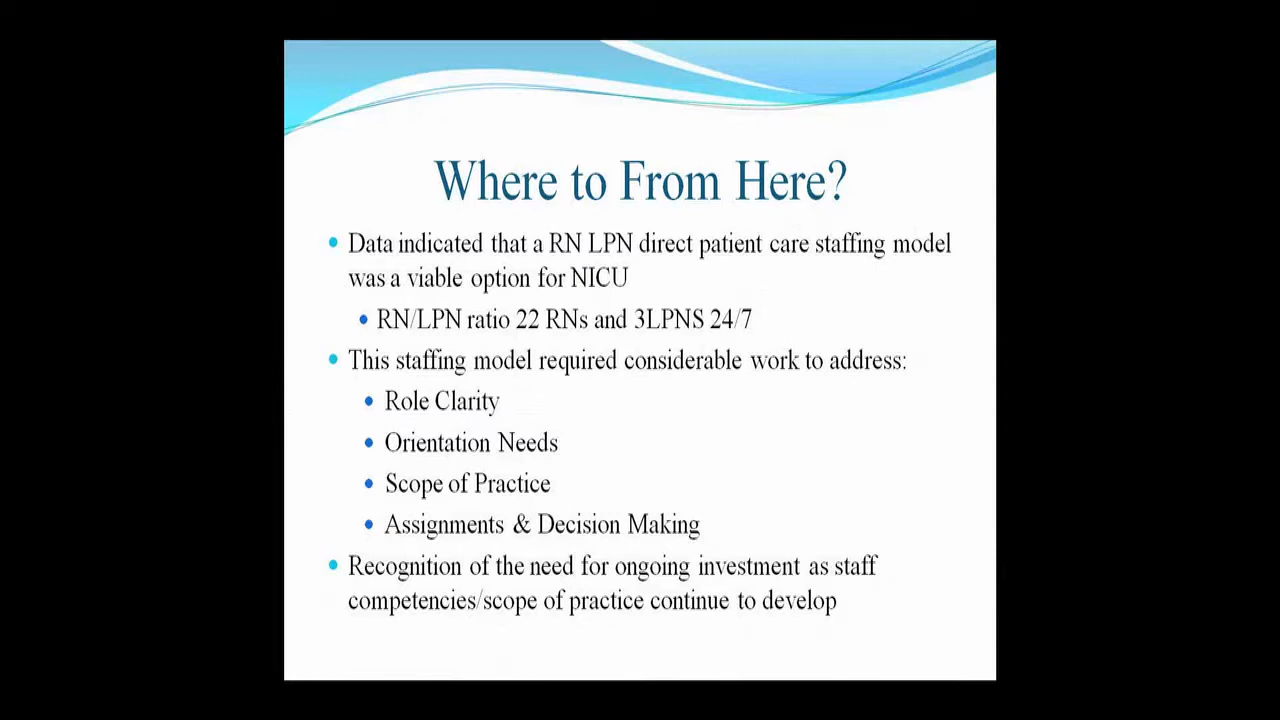 Where to From Here?
• Data indicated that a RN LPN direct patient care staffing model
was a viable option for NICU
• RN/LPN ratio 22 RNs and 3LPNS 24/7
• This staffing model required considerable work to address:
• Role Clarity
• Orientation Needs
• Scope of Practice
• Assignments & Decision Making
• Recognition of the need for ongoing investment as staff
competencies/scope of practice continue to develop